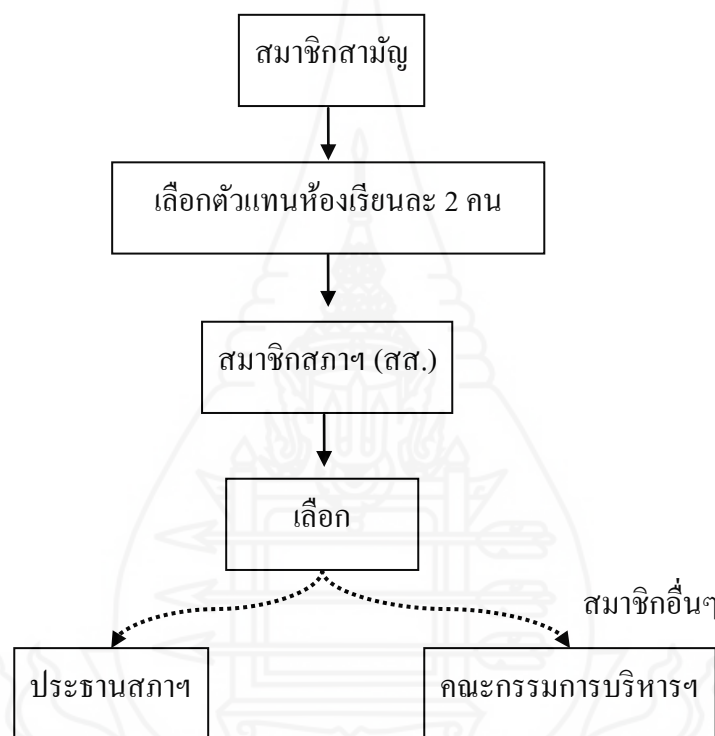 สมาชิกสามัญ
เลือกตัวแทนห้องเรียนละ 2 คน
สมาชิกสภาฯ (สส.)
เลือก
สมาชิกอื่นๆ
ประธานสภาฯ
คณะกรรมการบริหารฯ